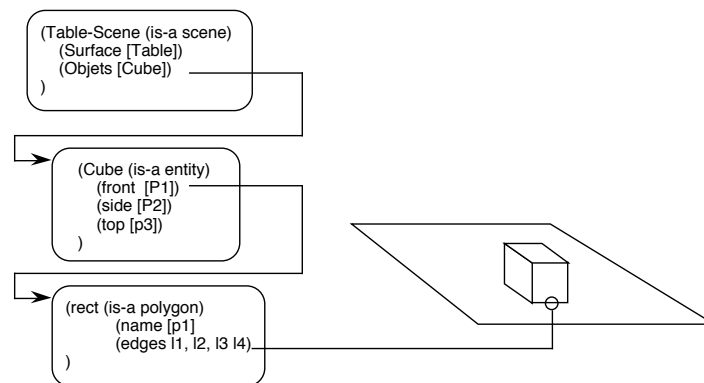 (Table-Scene (is-a scene)
(Surface [Table])
(Objets [Cube])
)
(Cube (is-a entity)
(front [P1])
(side [P2])
(top [p3])
)
(rect (is-a polygon)
(name [p1]
(edges l1, l2, l3 l4)
)